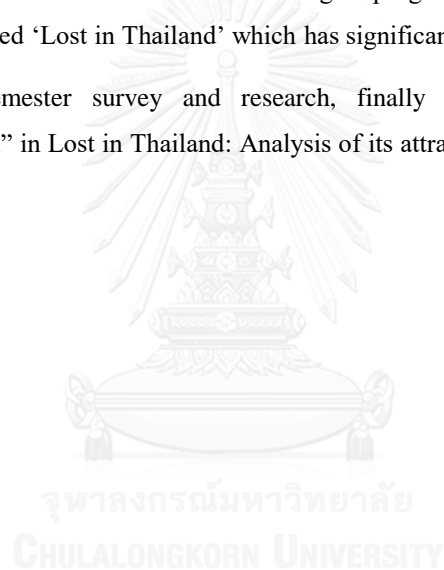 ed ‘Lost in Thailand’ which has significan
emester survey and research, finally
” in Lost in Thailand: Analysis of its attra
จุฬาลงกรณ์มหาวิทยาลัย
CHULALONGKORN UNIVERSITY